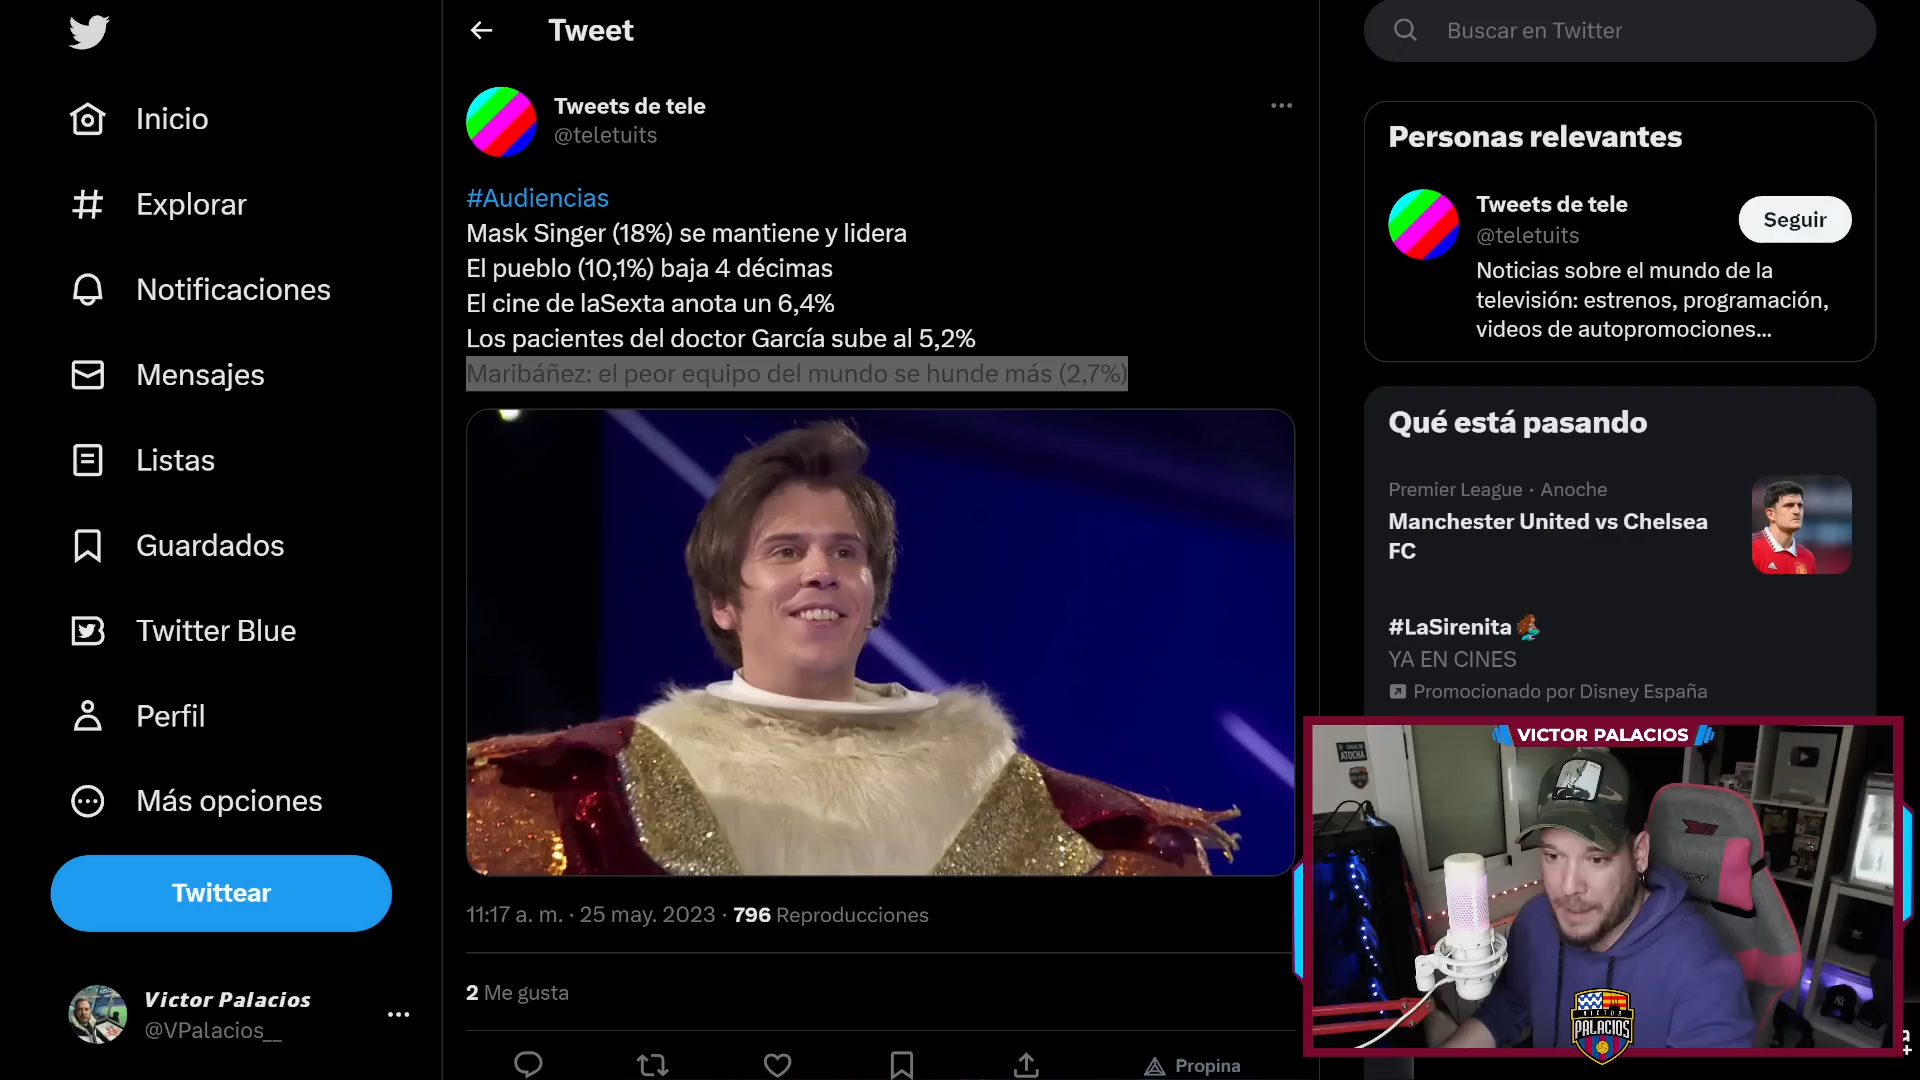 Tweet
Buscar en Twitter
Inicio
Explorar
Notificaciones
Mensajes
Listas
Guardados
Twitter Blue
Perfil
Más opciones
Twittear
Victor Palacios
@VPalacios__
Tweets de tele
@teletuits
#Audiencias
Mask Singer (18%) se mantiene y lidera
El pueblo (10,1%) baja 4 décimas
El cine de laSexta anota un 6,4%
Los pacientes del doctor García sube al 5,2%
Maribáñez: el peor equipo del mundo se hunde más (2,7%)
11:17 a. m. · 25 may. 2023 · 796 Reproducciones
2 Me gusta
Propina
Personas relevantes
Tweets de tele
@teletuits
Seguir
Noticias sobre el mundo de la
televisión: estrenos, programación,
videos de autopromociones...
Qué está pasando
Premier League · Anoche
Manchester United vs Chelsea
FC
#LaSirenita
YA EN CINES
Promocionado por Disney España
VICTOR PALACIOS
ATOCHA
VICTOR
PALACIOS